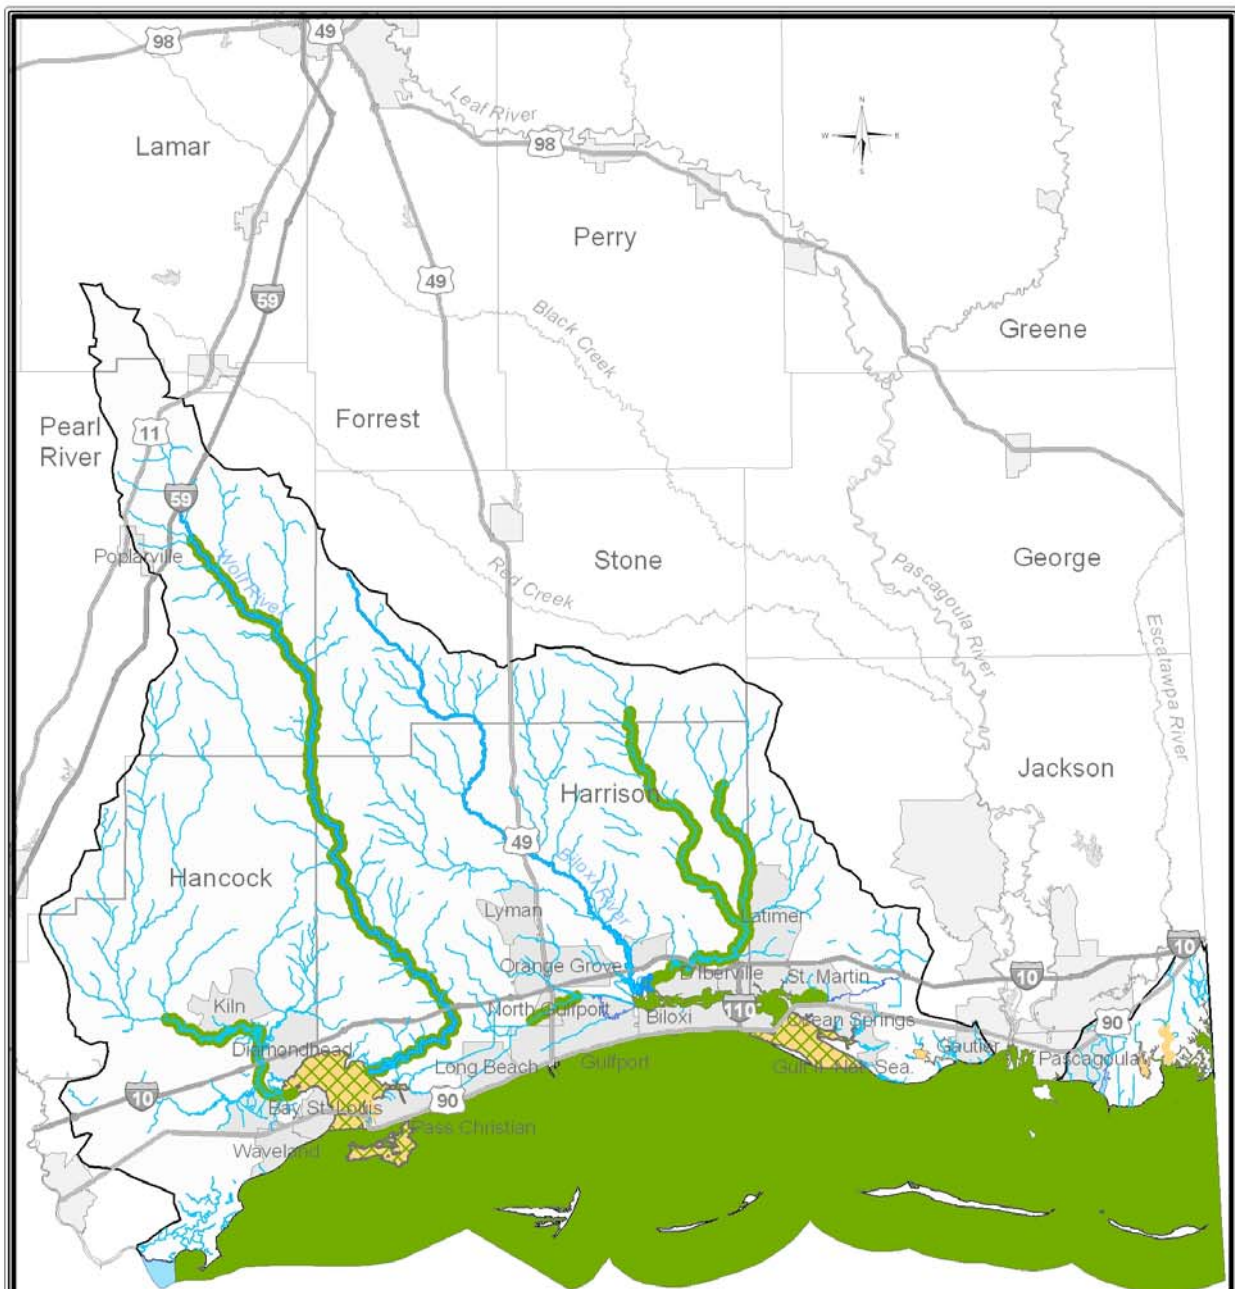 49
98
Leaf River
N
W
E
S
98
Lamar
Perry
49
59
Black Creek
Greene
Pearl
River
11
Forrest
59
Poplarville
Wolf River
Red Creek
Stone
Pascagoula River
George
Escatawpa River
Jackson
Harrison
49
Biloxi River
Hancock
Lyman
Latimer
Orange Grove
D'Iberville
St. Martin
10
10
Kiln
North Gulfport
Biloxi
110
Ocean Springs
90
Diamondhead
Long Beach
Gulfport
Gautier
Pascagoula
10
Bay St. Louis
90
Pass Christian
Waveland